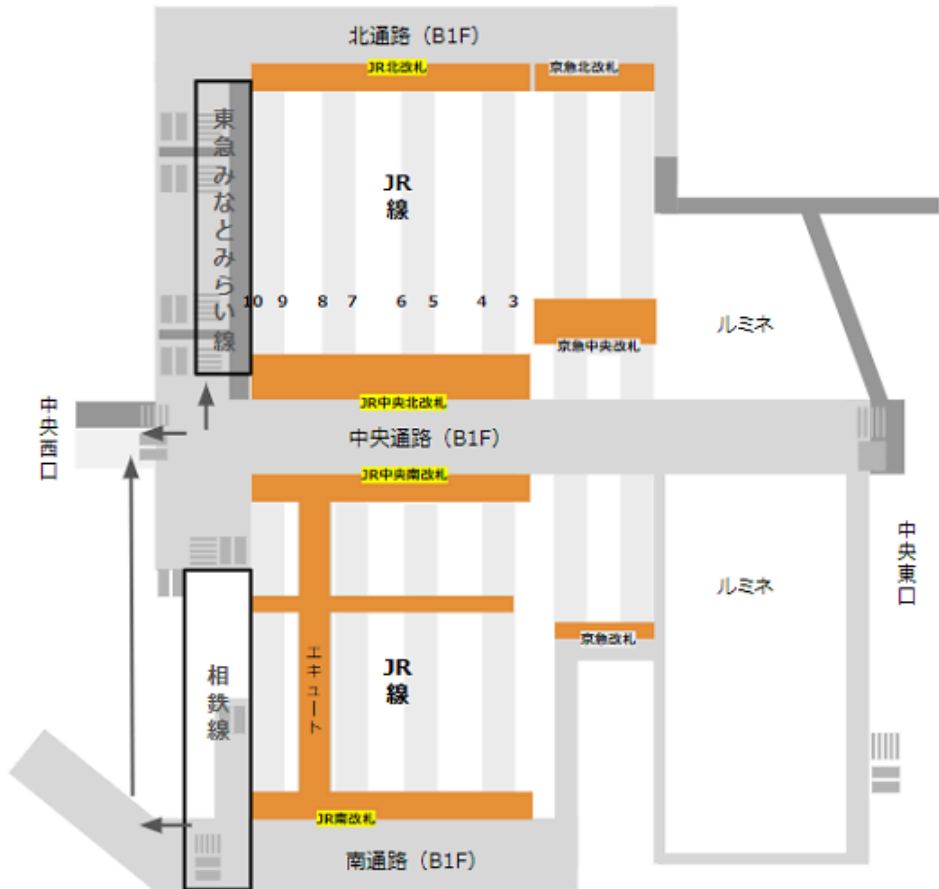 北通路（B1F）
JR北改札
京急北改札
東急みなとみらい線
JR
線
10 9 8 7 6 5 4 3
京急中央改札
ルミネ
JR中央北改札
中央西口
中央通路（B1F）
JR中央南改札
中央東口
ルミネ
京急改札
エキュート
JR
線
相鉄線
JR南改札
南通路（B1F）